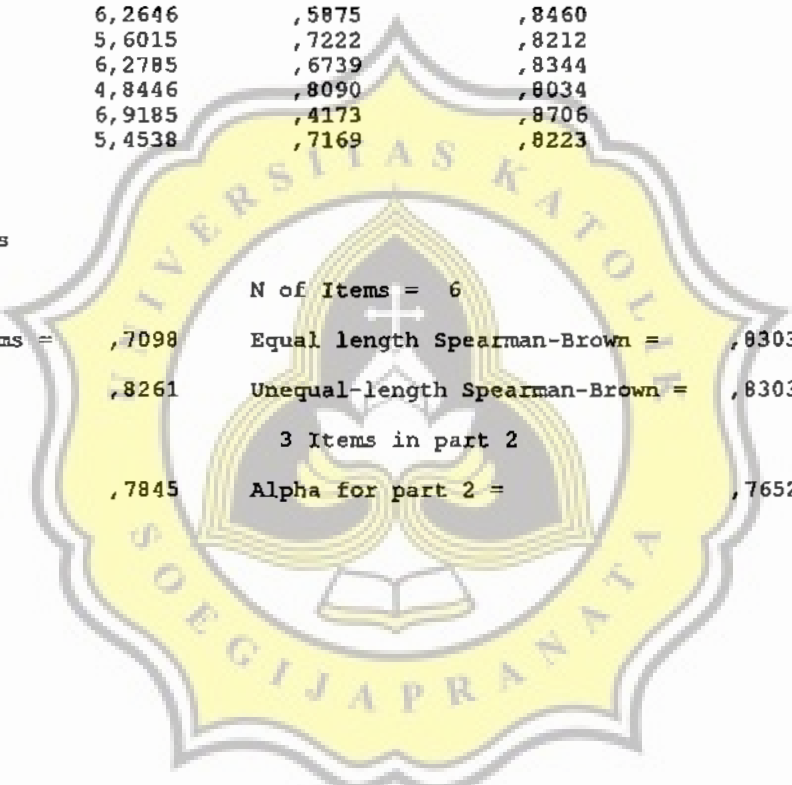 6,2646 ,5875 ,8460
5,6015 ,7222 ,8212
6,2785 ,6739 ,8344
4,8446 ,8090 ,8034
6,9185 ,4173 ,8706
5,4538 ,7169 ,8223
s
N of Items = 6
ms = ,7098 Equal length Spearman-Brown = ,8303
,8261 Unequal-length Spearman-Brown = ,8303
3 Items in part 2
,7845 Alpha for part 2 = ,7652
UNIVERSITAS KATOLIK
SOEGIJAPRANATA